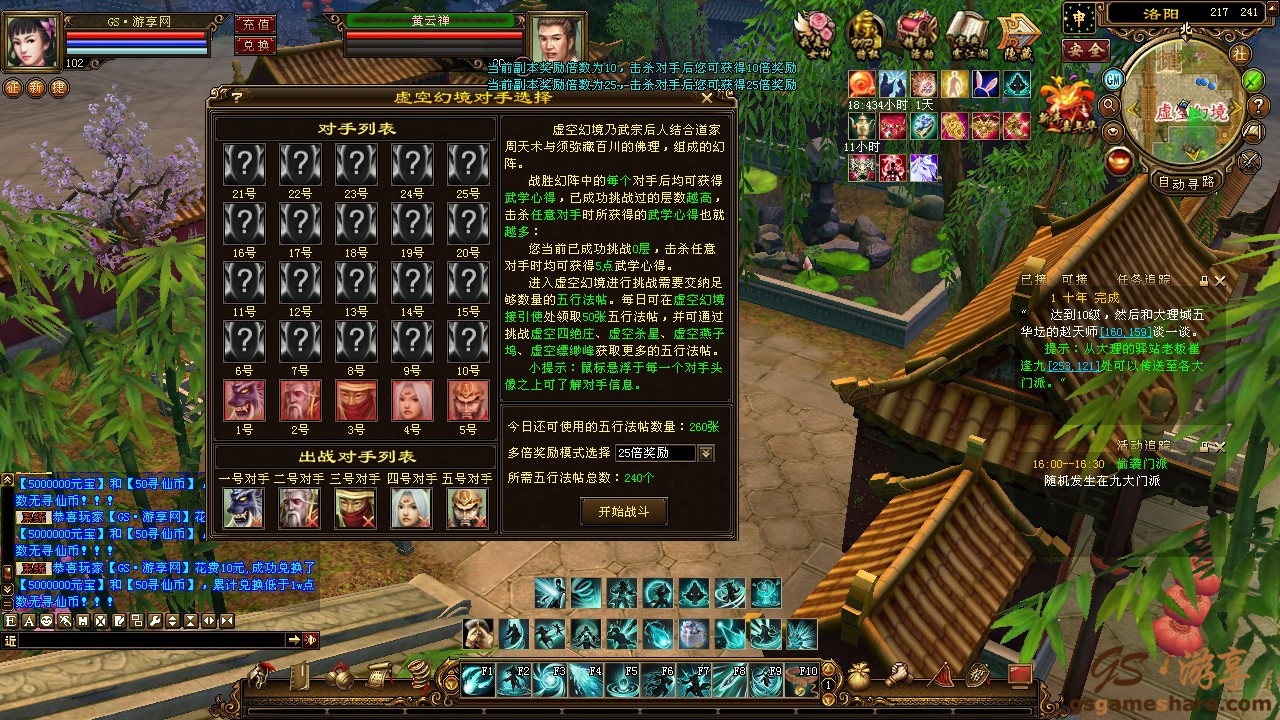 GS·游享网
102
充值
兑换
黄云禅
征 新 捷
当前副本奖励倍数为10，击杀对手后您可获得10倍奖励
当前副本奖励倍数为25，击杀对手后您可获得25倍奖励
女神
VIP
特权
活动
寒江湖
隐藏
洛阳
217 241
申
北
安全
GM
壮
虚空幻境
自动寻路
18:434小时 1天
11小时
虚空幻境对手选择
对手列表
21号 22号 23号 24号 25号
16号 17号 18号 19号 20号
11号 12号 13号 14号 15号
6号 7号 8号 9号 10号
1号 2号 3号 4号 5号
出战对手列表
一号对手 二号对手 三号对手 四号对手 五号对手
虚空幻境乃武宗后人结合道家
周天术与须弥藏百川的佛理，组成的幻
阵。
战胜幻阵中的每个对手后均可获得
武学心得，已成功挑战过的层数越高，
击杀任意对手时所获得的武学心得也就
越多：
您当前已成功挑战0层，击杀任意
对手时均可获得5点武学心得。
进入虚空幻境进行挑战需要交纳足
够数量的五行法帖。每日可在虚空幻境
接引使处领取50张五行法帖，并可通过
挑战虚空四绝庄、虚空杀星、虚空燕子
坞、虚空缥缈峰获取更多的五行法帖。
小提示：鼠标悬浮于每一个对手头
像之上可了解对手信息。
今日还可使用的五行法帖数量：260张
多倍奖励模式选择 25倍奖励
所需五行法帖总数：240个
开始战斗
已接 可接 任务追踪
1 十年 完成
“ 达到10级，然后和大理城五
华坛的赵天师[160,159]谈一谈。
提示：从大理的驿站老板崔
逢九[253,121]处可以传送至各大
门派。“
活动追踪
16:00--16:30 偷袭门派
随机发生在九大门派
【5000000元宝】和【50寻仙币】，
数无寻仙币！！！
系统 恭喜玩家【GS·游享网】花
【5000000元宝】和【50寻仙币】，
数无寻仙币！！！
系统 恭喜玩家【GS·游享网】花费10元,成功兑换了
【5000000元宝】和【50寻仙币】，累计兑换低于1w点
数无寻仙币！！！
近
F1 F2 F3 F4 F5 F6 F7 F8 F9 F10
1
GS·游享
gsgameshare.com